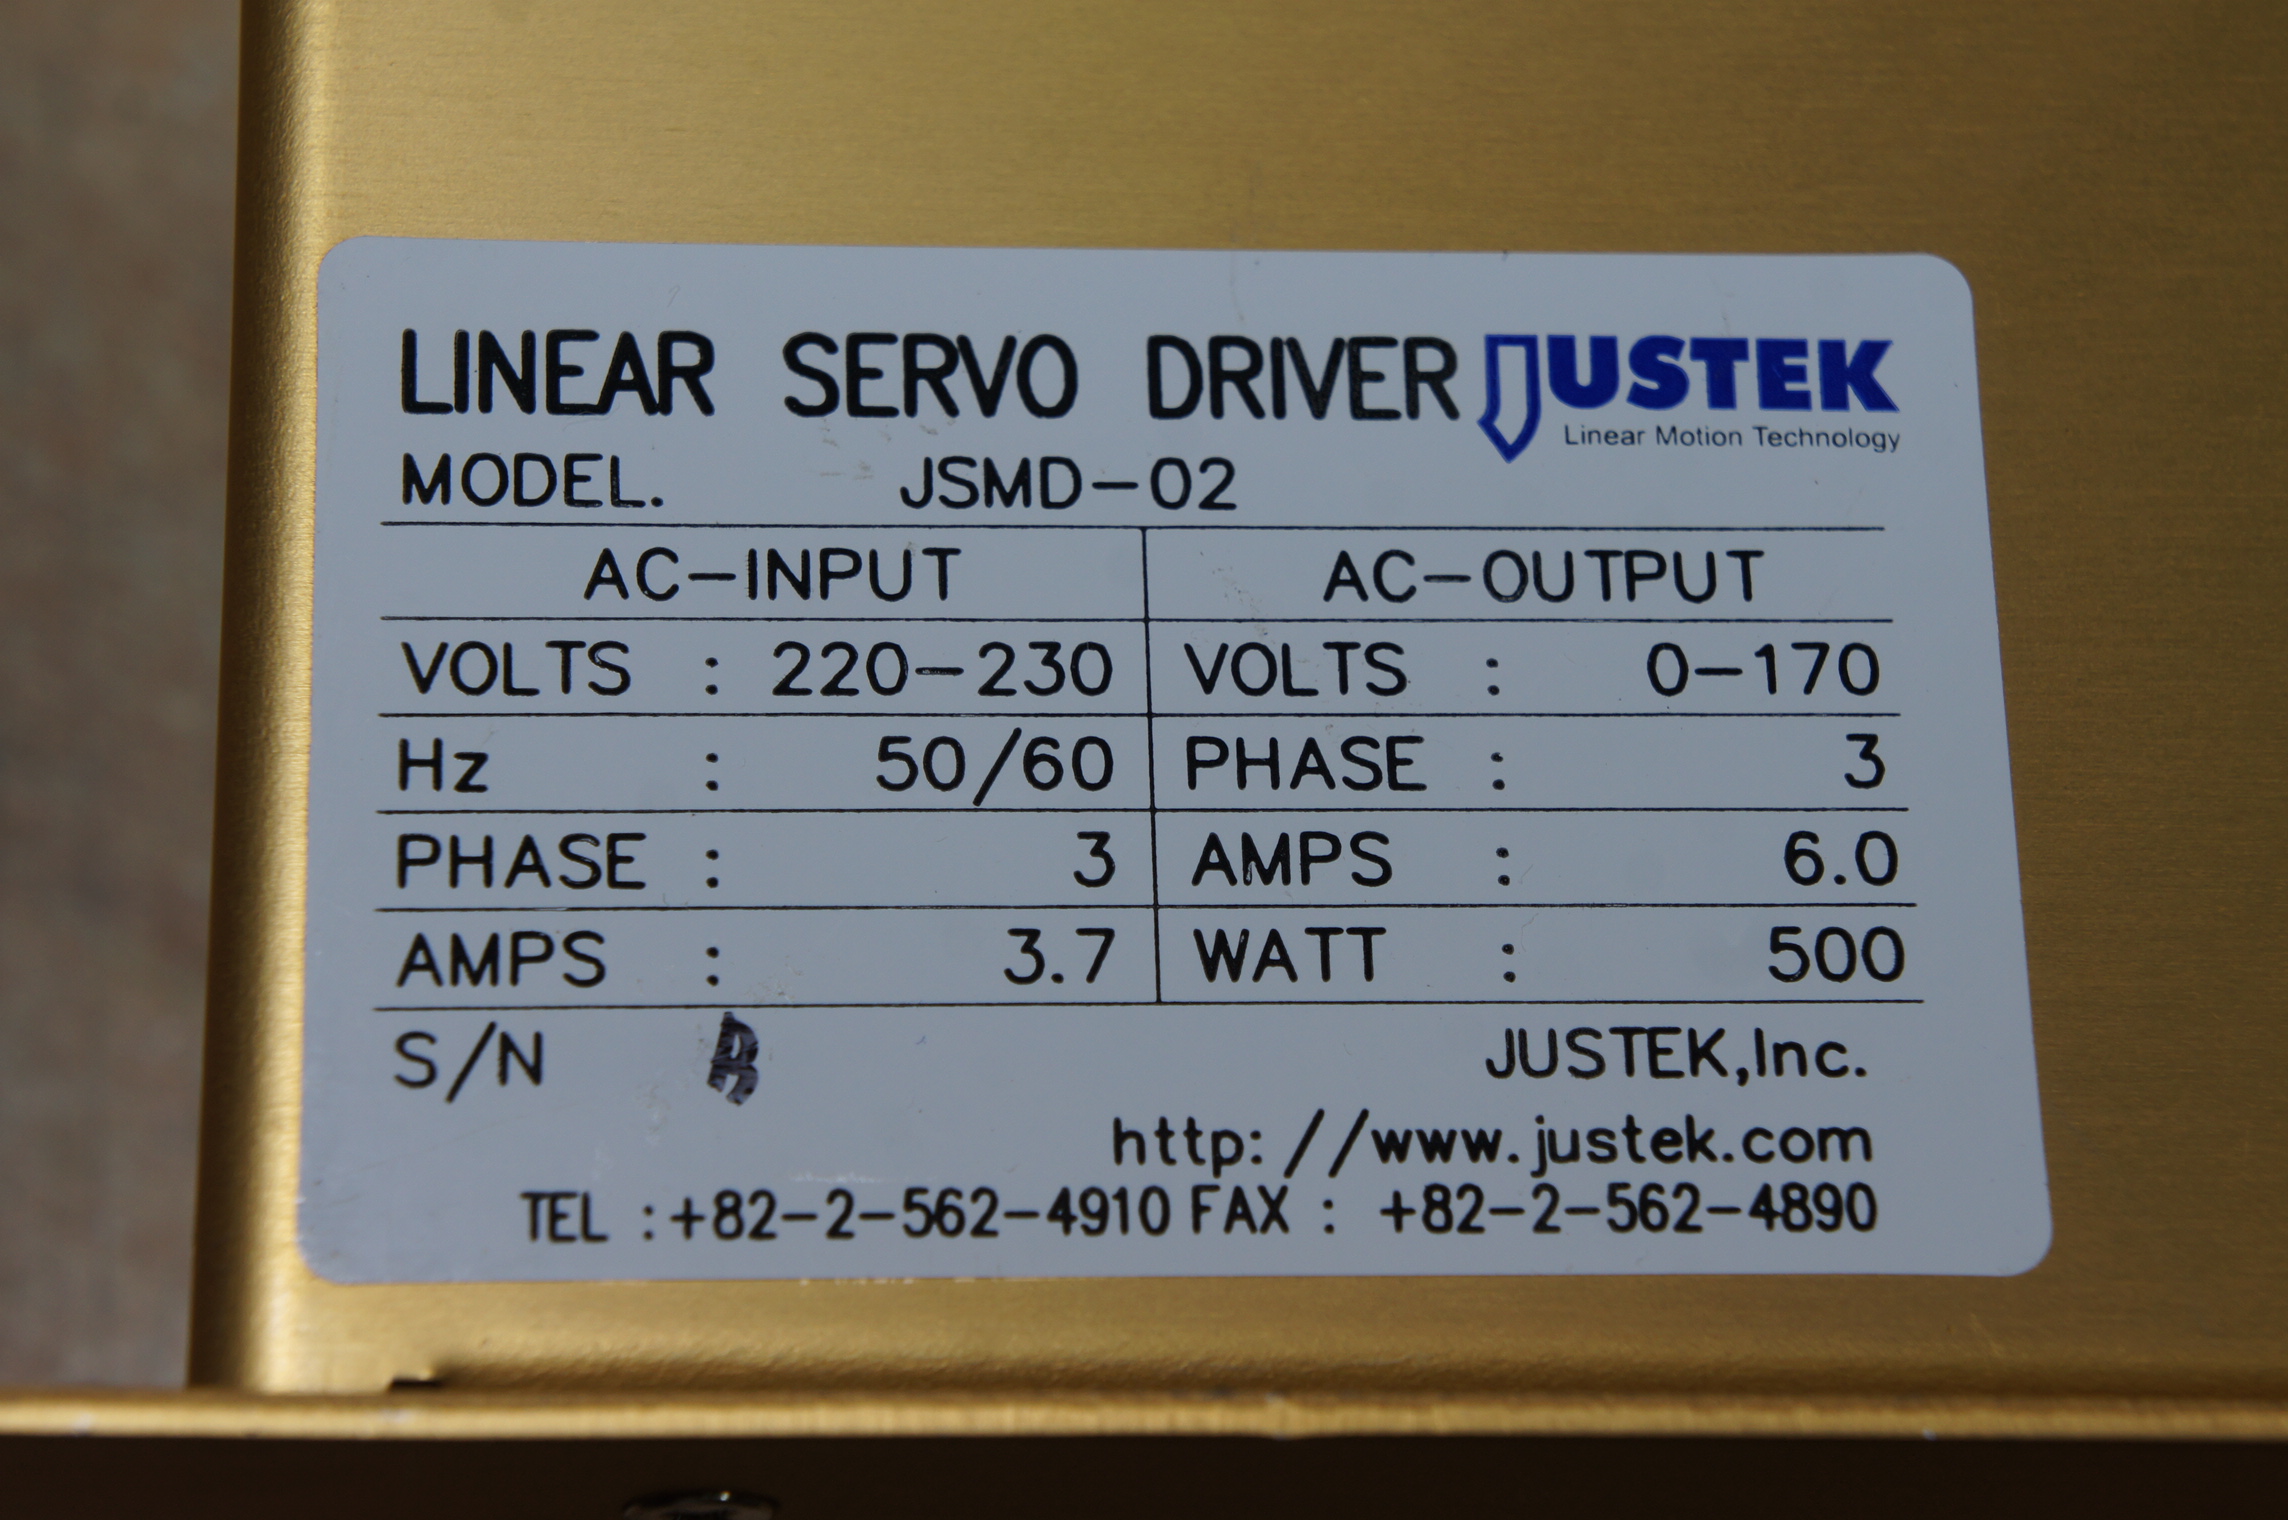 LINEAR SERVO DRIVER JUSTEK
Linear Motion Technology
MODEL. JSMD-02
AC-INPUT AC-OUTPUT
VOLTS : 220-230 VOLTS : 0-170
Hz : 50/60 PHASE : 3
PHASE : 3 AMPS : 6.0
AMPS : 3.7 WATT : 500
S/N R JUSTEK,Inc.
http://www.justek.com
TEL :+82-2-562-4910 FAX : +82-2-562-4890